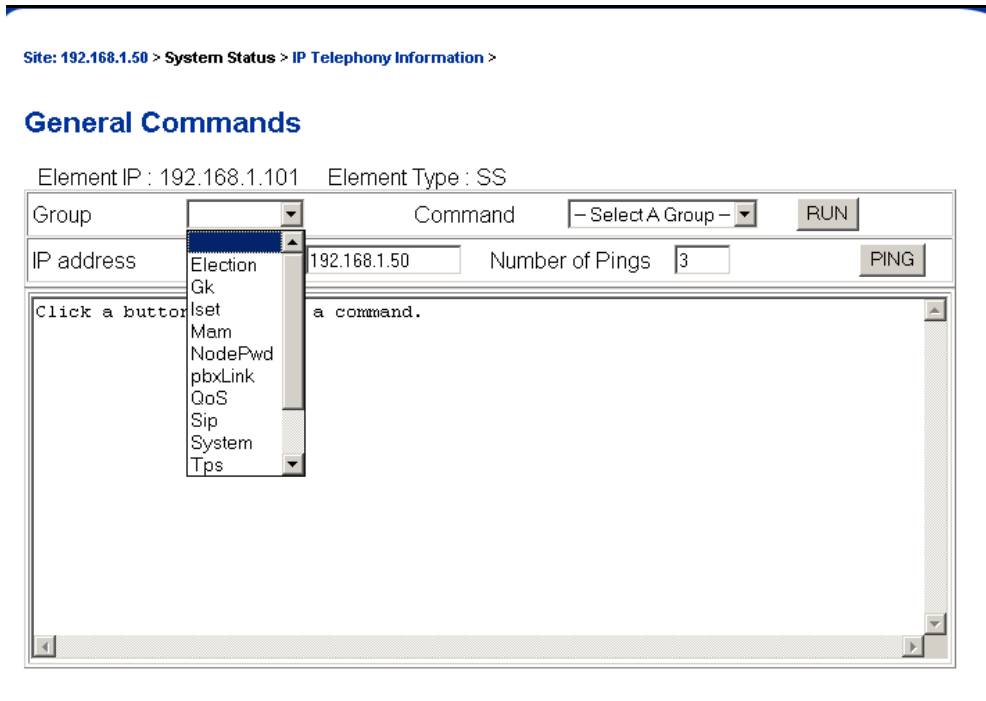 Site: 192.168.1.50 > System Status > IP Telephony Information >
General Commands
Element IP : 192.168.1.101 Element Type : SS
Group Command – Select A Group – RUN
IP address 192.168.1.50 Number of Pings 3 PING
Election
Gk
Iset
Mam
NodePwd
pbxLink
QoS
Sip
System
Tps
Click a button a command.